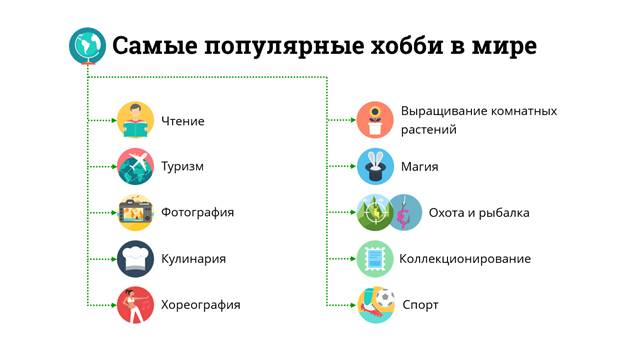 Самые популярные хобби в мире
Чтение
Туризм
Фотография
Кулинария
Хореография
Выращивание комнатных
растений
Магия
Охота и рыбалка
Коллекционирование
Спорт